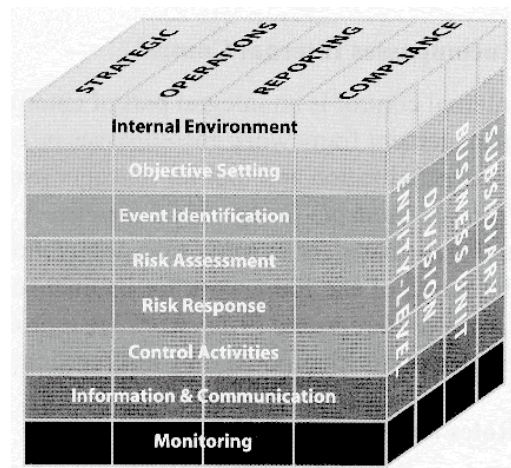 STRATEGIC
OPERATIONS
REPORTING
COMPLIANCE
Internal Environment
Objective Setting
Event Identification
Risk Assessment
Risk Response
Control Activities
Information & Communication
Monitoring
ENTITY-LEVEL
DIVISION
BUSINESS UNIT
SUBSIDIARY